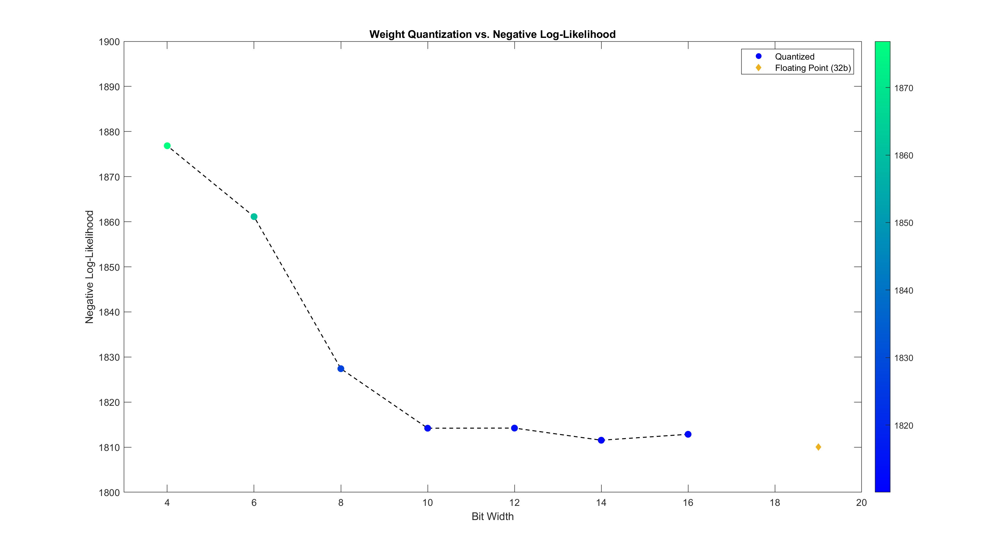 Weight Quantization vs. Negative Log-Likelihood
Quantized
Floating Point (32b)
Negative Log-Likelihood
1900
1890
1880
1870
1860
1850
1840
1830
1820
1810
1800
4 6 8 10 12 14 16 18 20
Bit Width
1870
1860
1850
1840
1830
1820